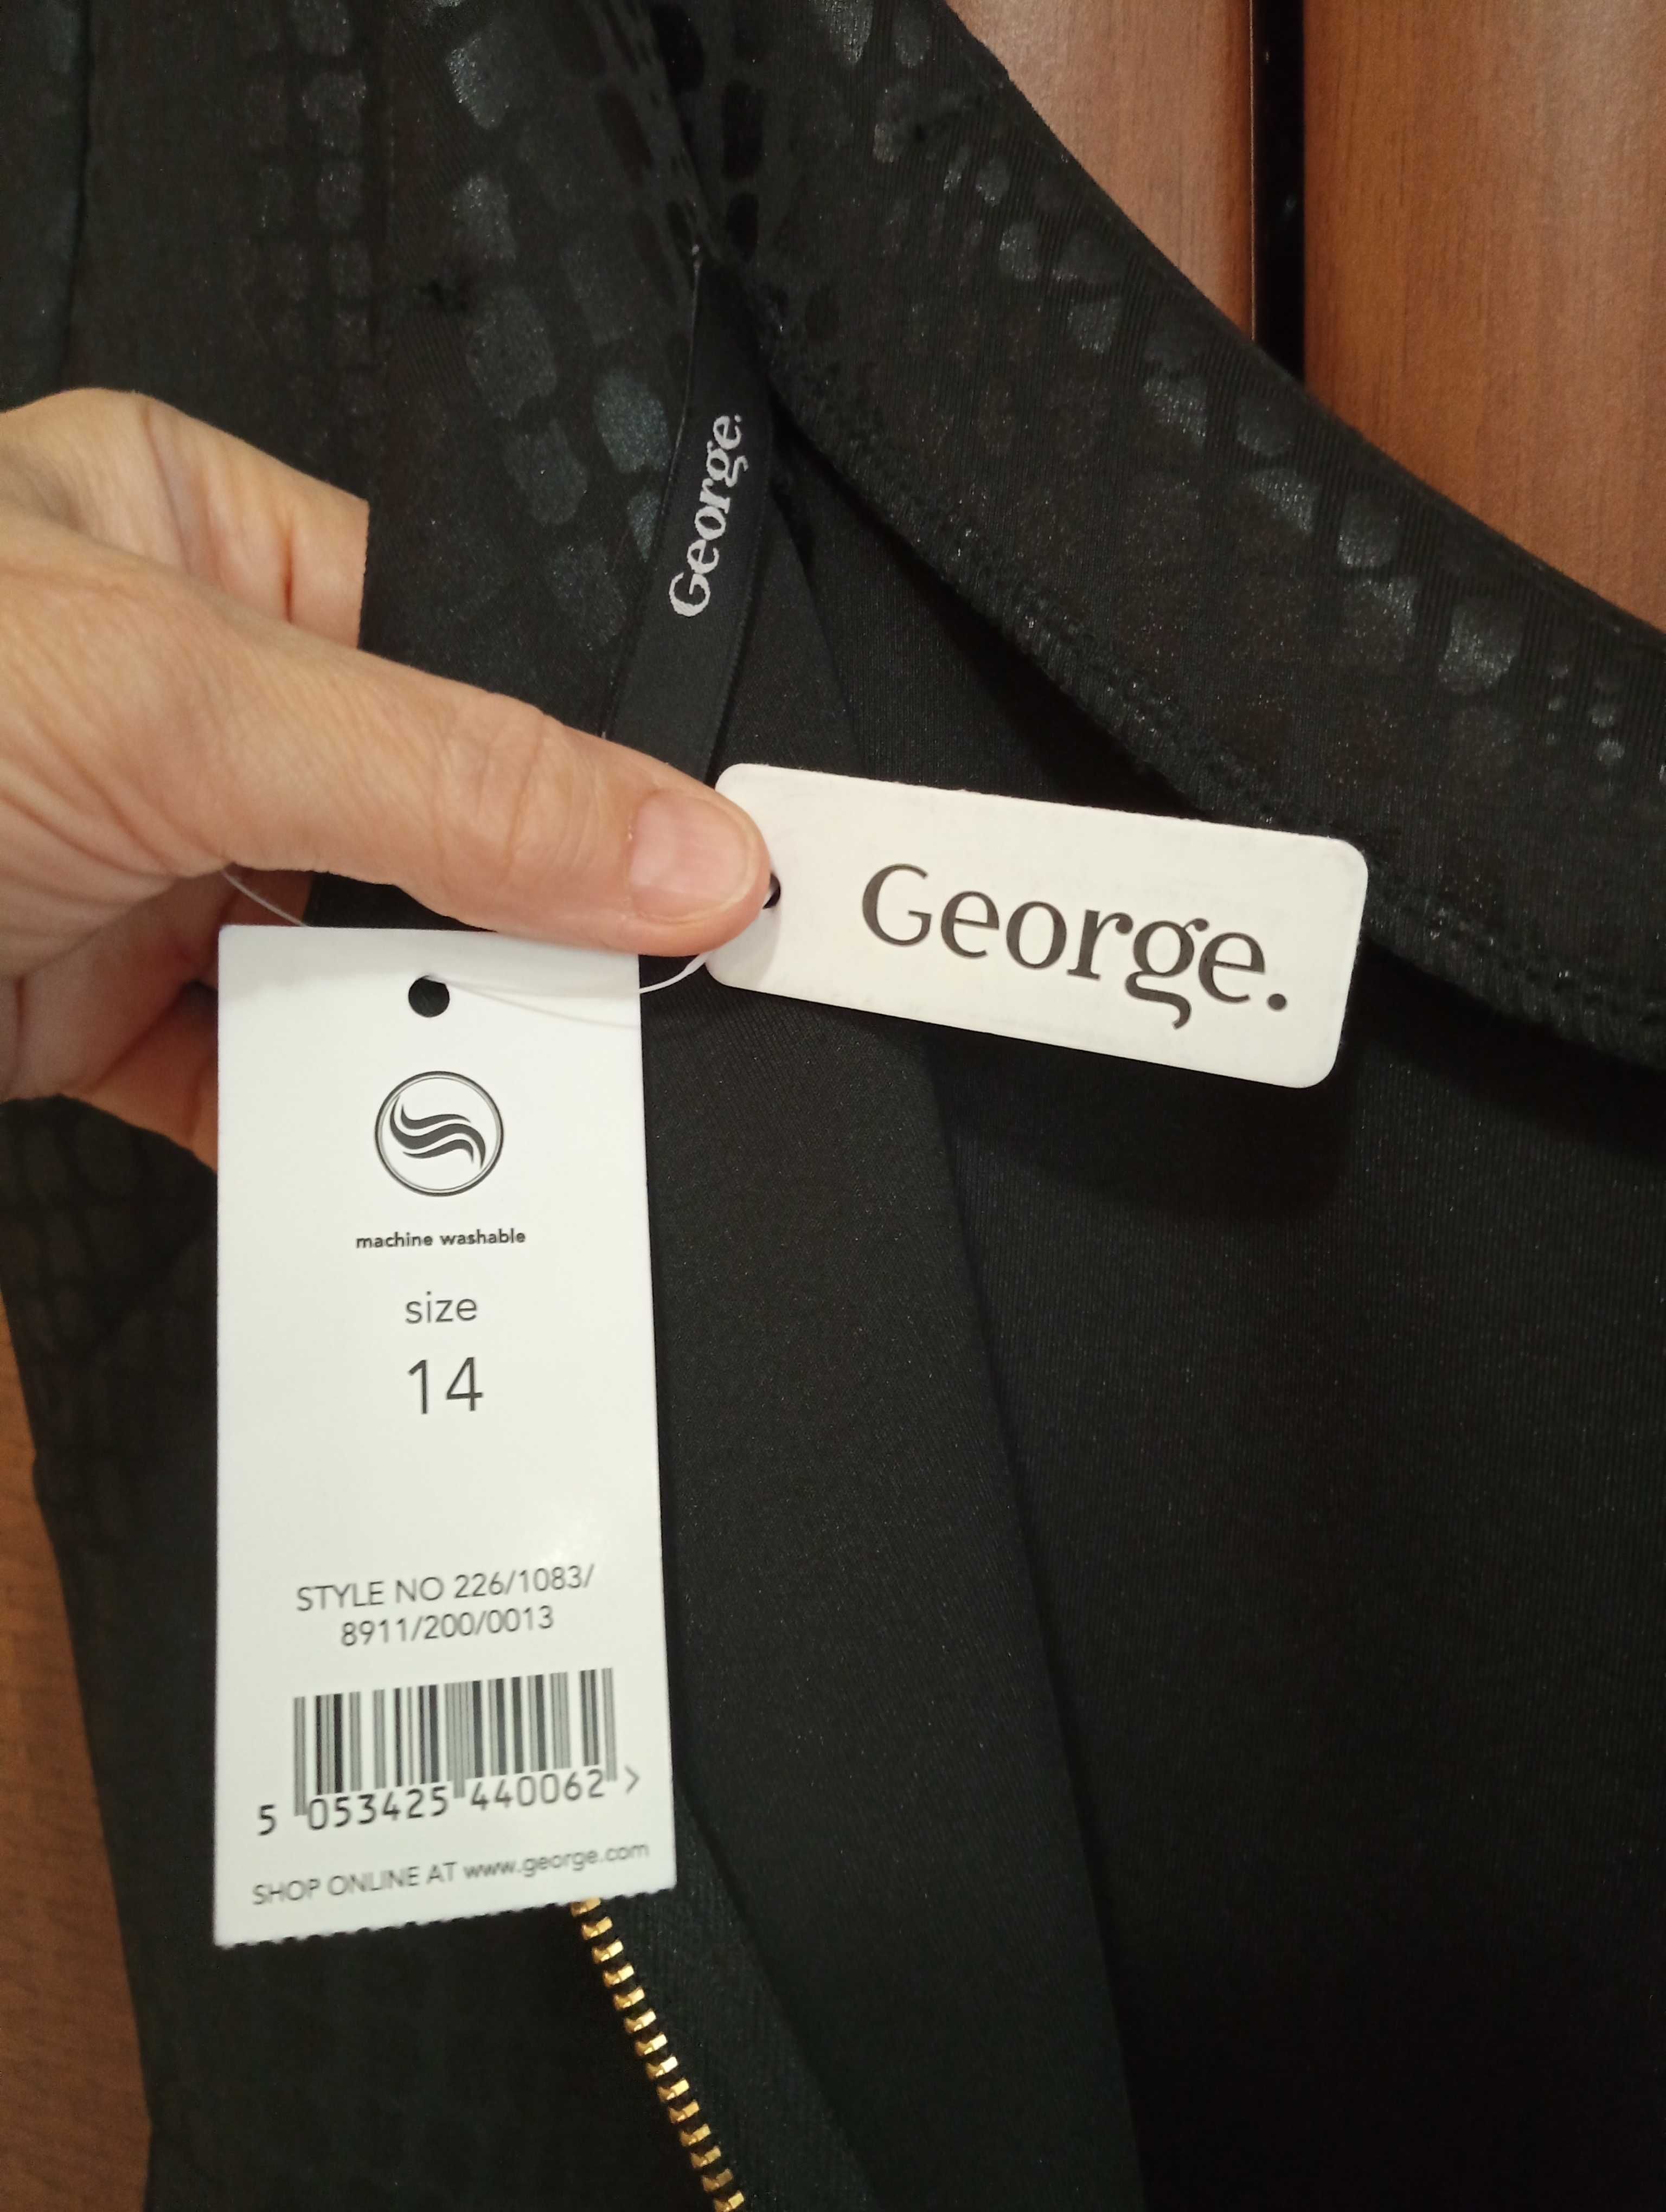 George.
George.
machine washable
size
14
STYLE NO 226/1083/
8911/200/0013
5 053425 440062 >
SHOP ONLINE AT www.george.com